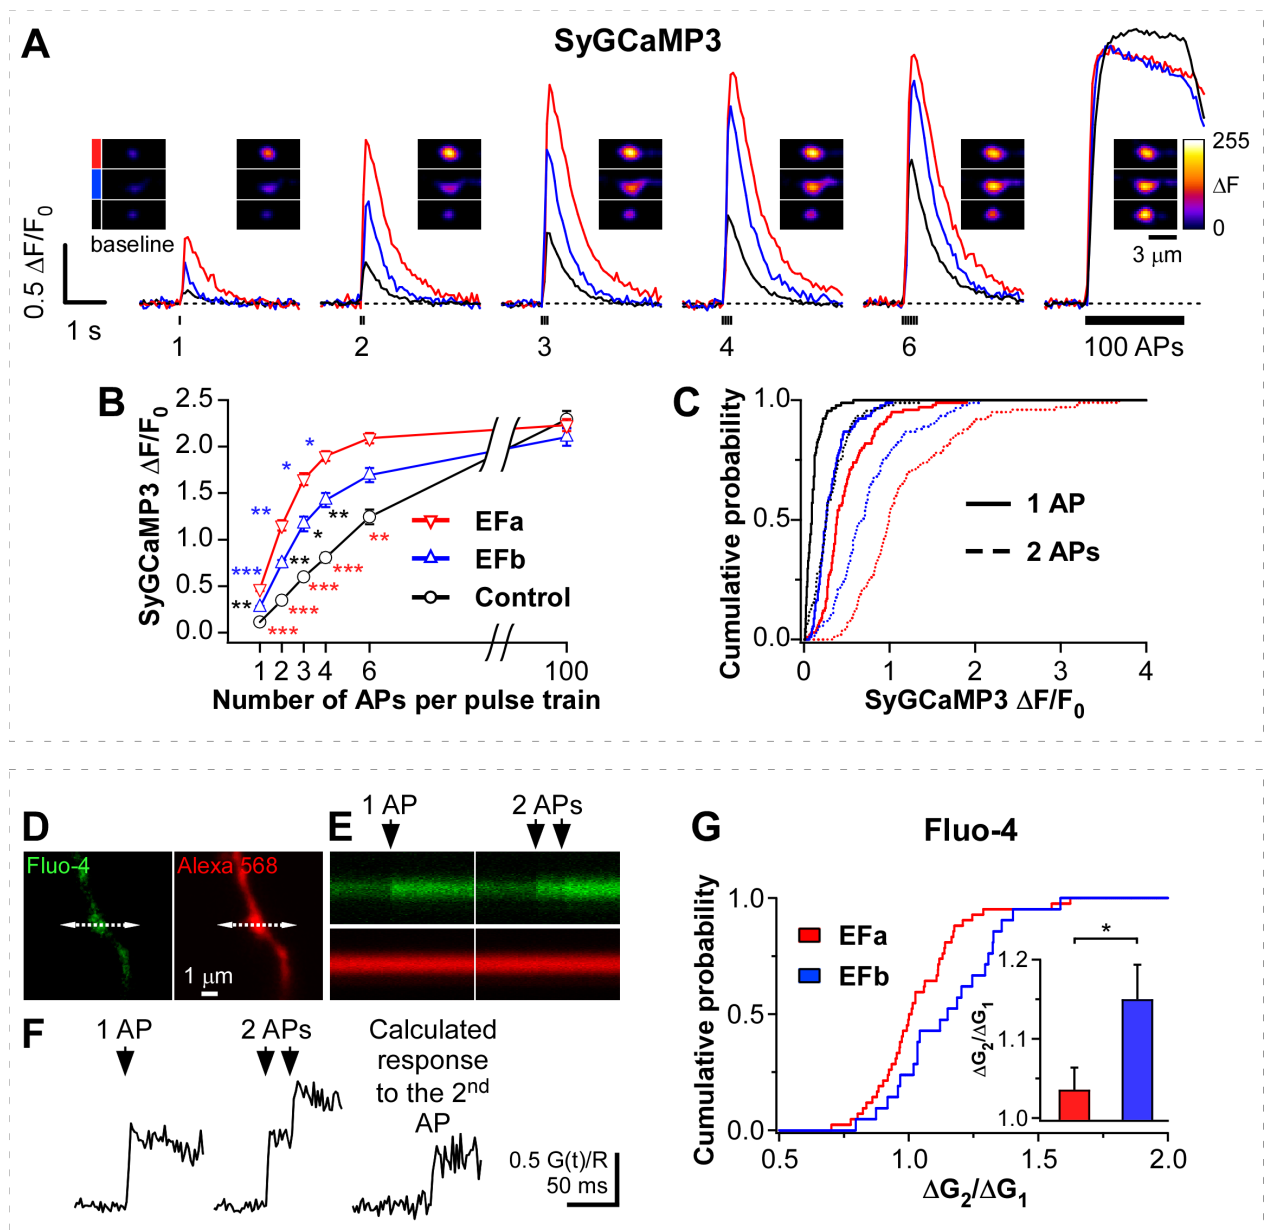 A
SyGCaMP3
255
ΔF
0
baseline
3 μm
0.5 ΔF/F0
1 s
1
2
3
4
6
100 APs
B
SyGCaMP3 ΔF/F0
2.5
2.0
1.5
1.0
0.5
0.0
*
*
**
***
**
**
*
**
***
***
***
***
**
EFa
EFb
Control
1 2 3 4 6 100
Number of APs per pulse train
C
Cumulative probability
1.0
0.5
0.0
1 AP
2 APs
0 1 2 3 4
SyGCaMP3 ΔF/F0
D
Fluo-4
Alexa 568
1 μm
E
1 AP
2 APs
F
1 AP
2 APs
Calculated
response
to the 2nd
AP
0.5 G(t)/R
50 ms
G
Fluo-4
Cumulative probability
1.0
0.5
0.0
EFa
EFb
*
ΔG2/ΔG1
1.2
1.1
1.0
0.5 1.0 1.5 2.0
ΔG2/ΔG1